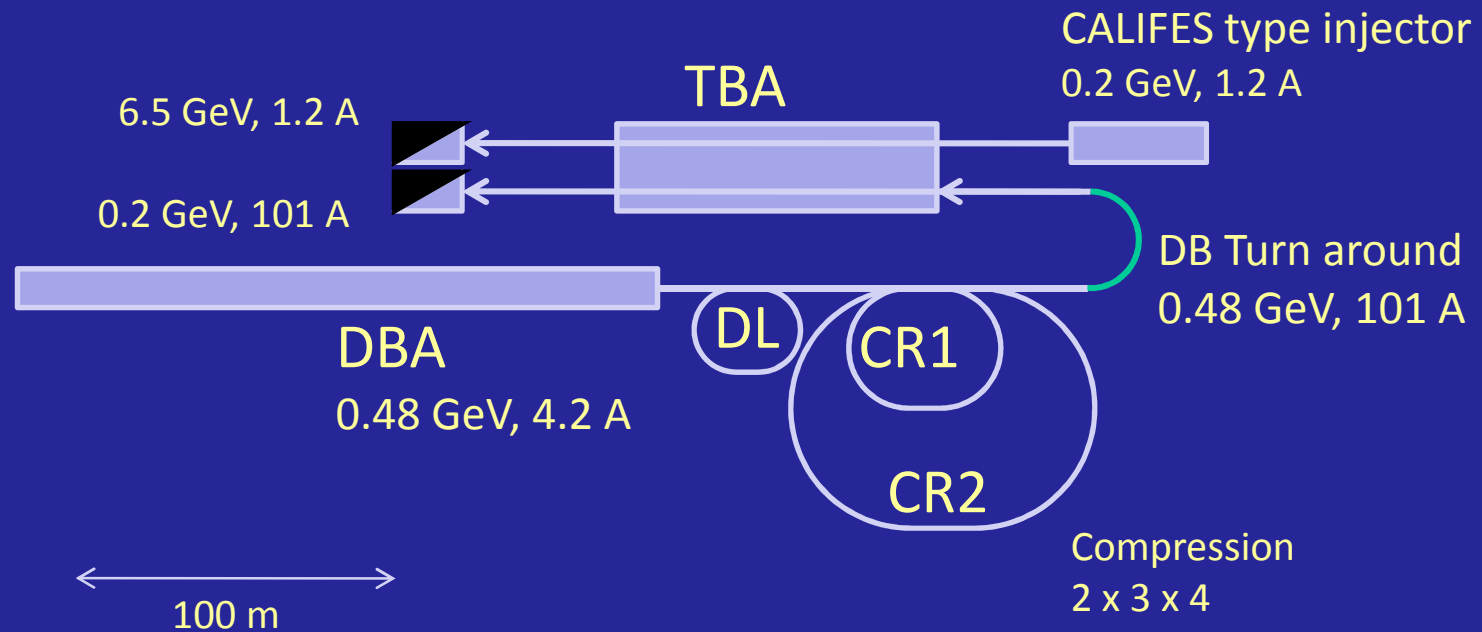 CALIFES type injector
0.2 GeV, 1.2 A
TBA
6.5 GeV, 1.2 A
0.2 GeV, 101 A
DB Turn around
0.48 GeV, 101 A
DL
CR1
DBA
0.48 GeV, 4.2 A
CR2
Compression
2 x 3 x 4
100 m